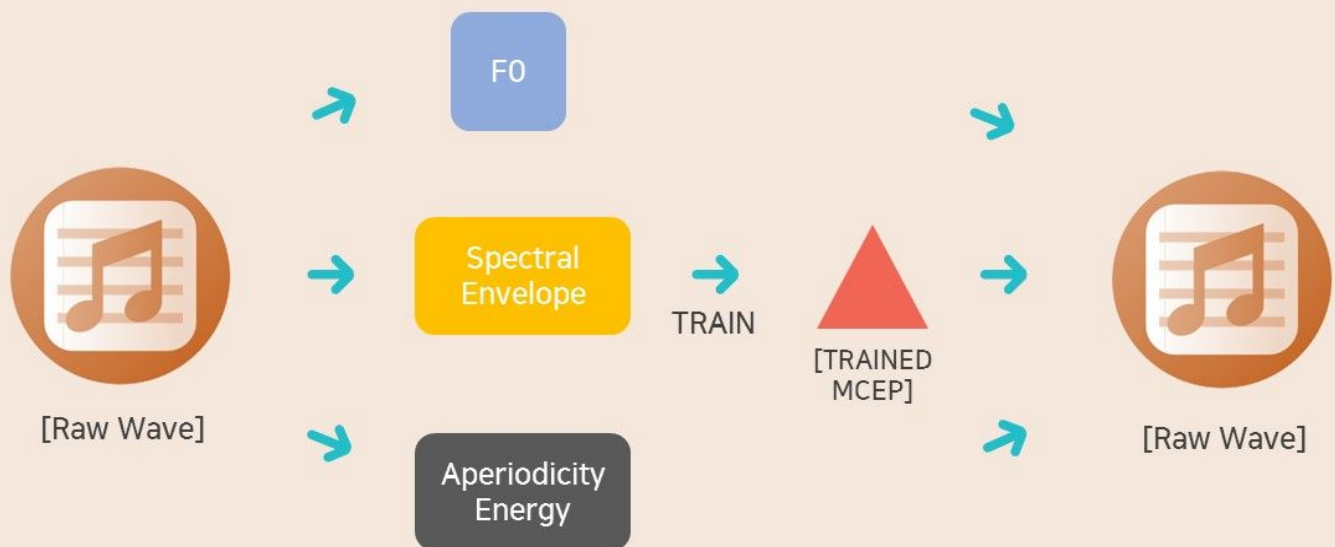 F0
[Raw Wave]
Spectral
Envelope
TRAIN
[TRAINED
MCEP]
Aperiodicity
Energy
[Raw Wave]